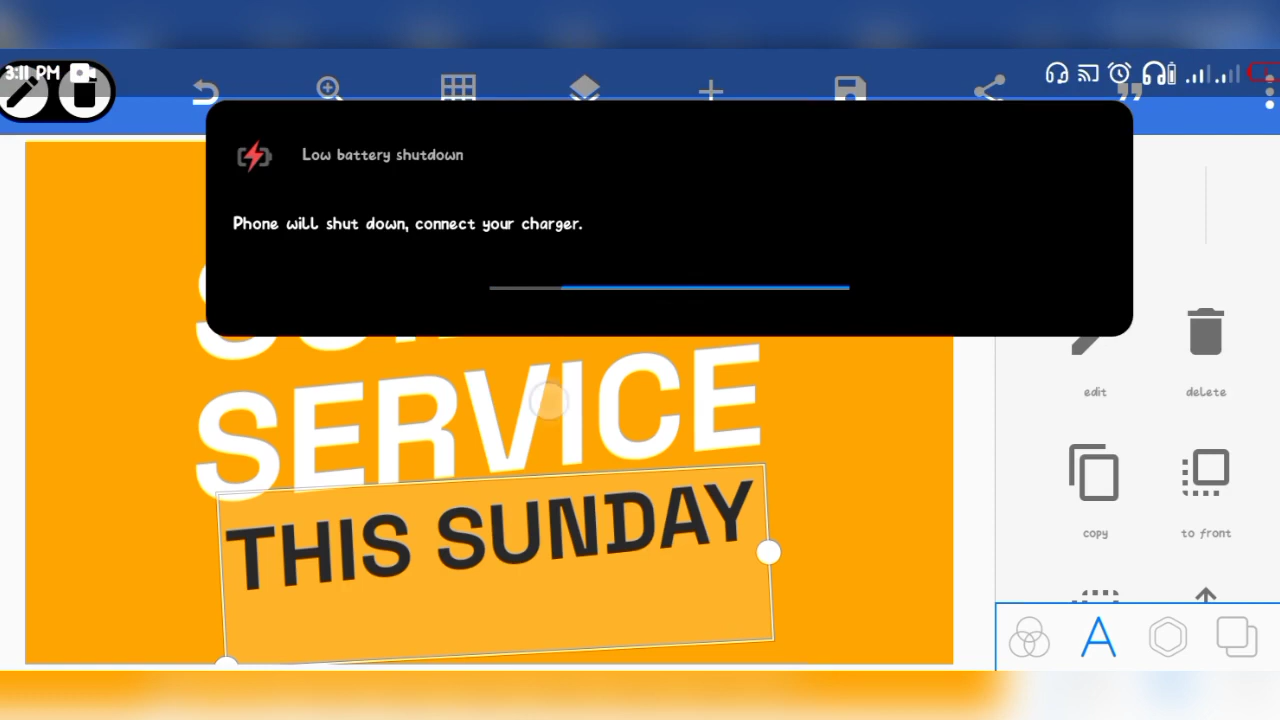 3:11 PM
Low battery shutdown
Phone will shut down, connect your charger.
SERVICE
THIS SUNDAY
edit
delete
copy
to front